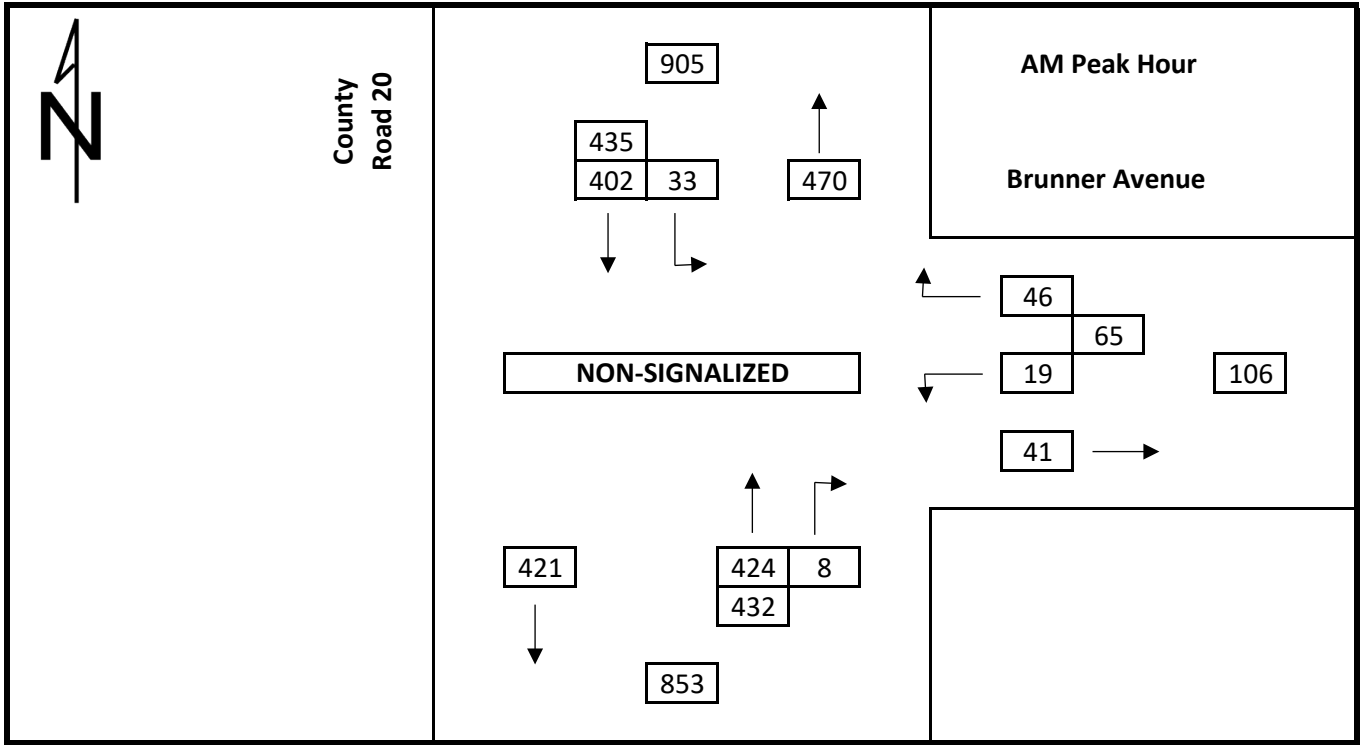 N
County
Road 20
905
435
402 33
470
AM Peak Hour
Brunner Avenue
46
65
NON-SIGNALIZED
19
106
41
421
424 8
432
853